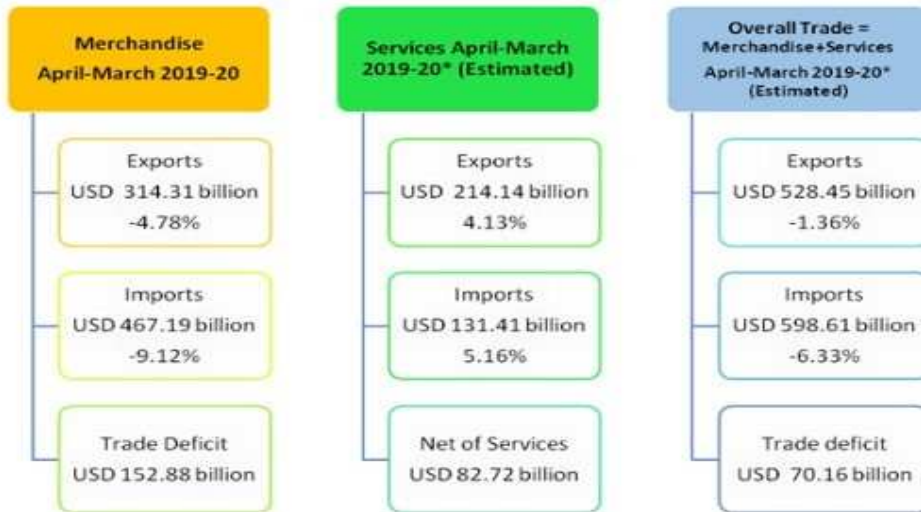 Merchandise
April-March 2019-20
Exports
USD 314.31 billion
-4.78%
Imports
USD 467.19 billion
-9.12%
Trade Deficit
USD 152.88 billion
Services April-March
2019-20* (Estimated)
Exports
USD 214.14 billion
4.13%
Imports
USD 131.41 billion
5.16%
Net of Services
USD 82.72 billion
Overall Trade =
Merchandise+Services
April-March 2019-20*
(Estimated)
Exports
USD 528.45 billion
-1.36%
Imports
USD 598.61 billion
-6.33%
Trade deficit
USD 70.16 billion